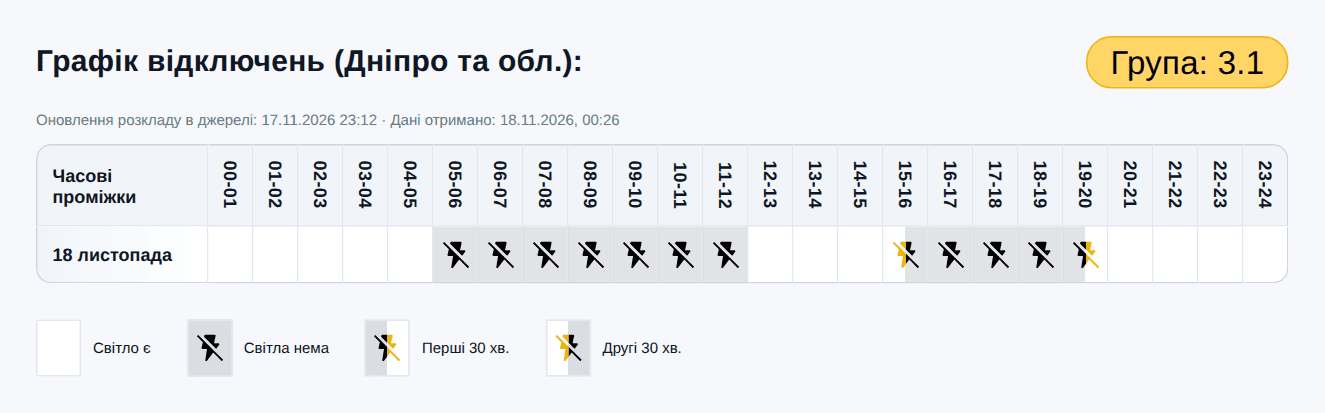 Графік відключень (Дніпро та обл.):
Група: 3.1
Оновлення розкладу в джерелі: 17.11.2026 23:12 · Дані отримано: 18.11.2026, 00:26
Часові
проміжки
00-01
01-02
02-03
03-04
04-05
05-06
06-07
07-08
08-09
09-10
10-11
11-12
12-13
13-14
14-15
15-16
16-17
17-18
18-19
19-20
20-21
21-22
22-23
23-24
18 листопада
Світло є
Світла нема
Перші 30 хв.
Другі 30 хв.